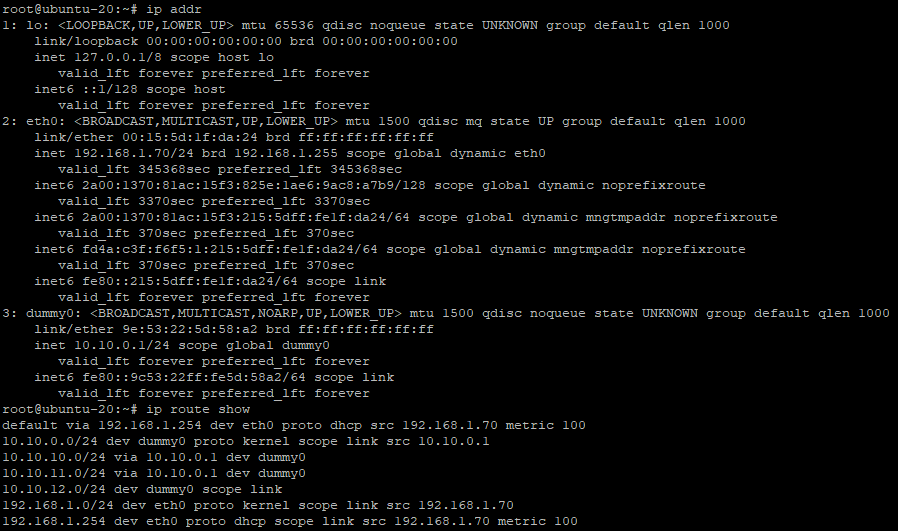 root@ubuntu-20:~# ip addr
1: lo: <LOOPBACK,UP,LOWER_UP> mtu 65536 qdisc noqueue state UNKNOWN group default qlen 1000
    link/loopback 00:00:00:00:00:00 brd 00:00:00:00:00:00
    inet 127.0.0.1/8 scope host lo
       valid_lft forever preferred_lft forever
    inet6 ::1/128 scope host
       valid_lft forever preferred_lft forever
2: eth0: <BROADCAST,MULTICAST,UP,LOWER_UP> mtu 1500 qdisc mq state UP group default qlen 1000
    link/ether 00:15:5d:1f:da:24 brd ff:ff:ff:ff:ff:ff
    inet 192.168.1.70/24 brd 192.168.1.255 scope global dynamic eth0
       valid_lft 345368sec preferred_lft 345368sec
    inet6 2a00:1370:81ac:15f3:825e:1ae6:9ac8:a7b9/128 scope global dynamic noprefixroute
       valid_lft 3370sec preferred_lft 3370sec
    inet6 2a00:1370:81ac:15f3:215:5dff:fe1f:da24/64 scope global dynamic mngtmpaddr noprefixroute
       valid_lft 370sec preferred_lft 370sec
    inet6 fd4a:c3f:f6f5:1:215:5dff:fe1f:da24/64 scope global dynamic mngtmpaddr noprefixroute
       valid_lft 370sec preferred_lft 370sec
    inet6 fe80::215:5dff:fe1f:da24/64 scope link
       valid_lft forever preferred_lft forever
3: dummy0: <BROADCAST,MULTICAST,NOARP,UP,LOWER_UP> mtu 1500 qdisc noqueue state UNKNOWN group default qlen 1000
    link/ether 9e:53:22:5d:58:a2 brd ff:ff:ff:ff:ff:ff
    inet 10.10.0.1/24 scope global dummy0
       valid_lft forever preferred_lft forever
    inet6 fe80::9c53:22ff:fe5d:58a2/64 scope link
       valid_lft forever preferred_lft forever
root@ubuntu-20:~# ip route show
default via 192.168.1.254 dev eth0 proto dhcp src 192.168.1.70 metric 100
10.10.0.0/24 dev dummy0 proto kernel scope link src 10.10.0.1
10.10.10.0/24 via 10.10.0.1 dev dummy0
10.10.11.0/24 via 10.10.0.1 dev dummy0
10.10.12.0/24 dev dummy0 scope link
192.168.1.0/24 dev eth0 proto kernel scope link src 192.168.1.70
192.168.1.254 dev eth0 proto dhcp scope link src 192.168.1.70 metric 100